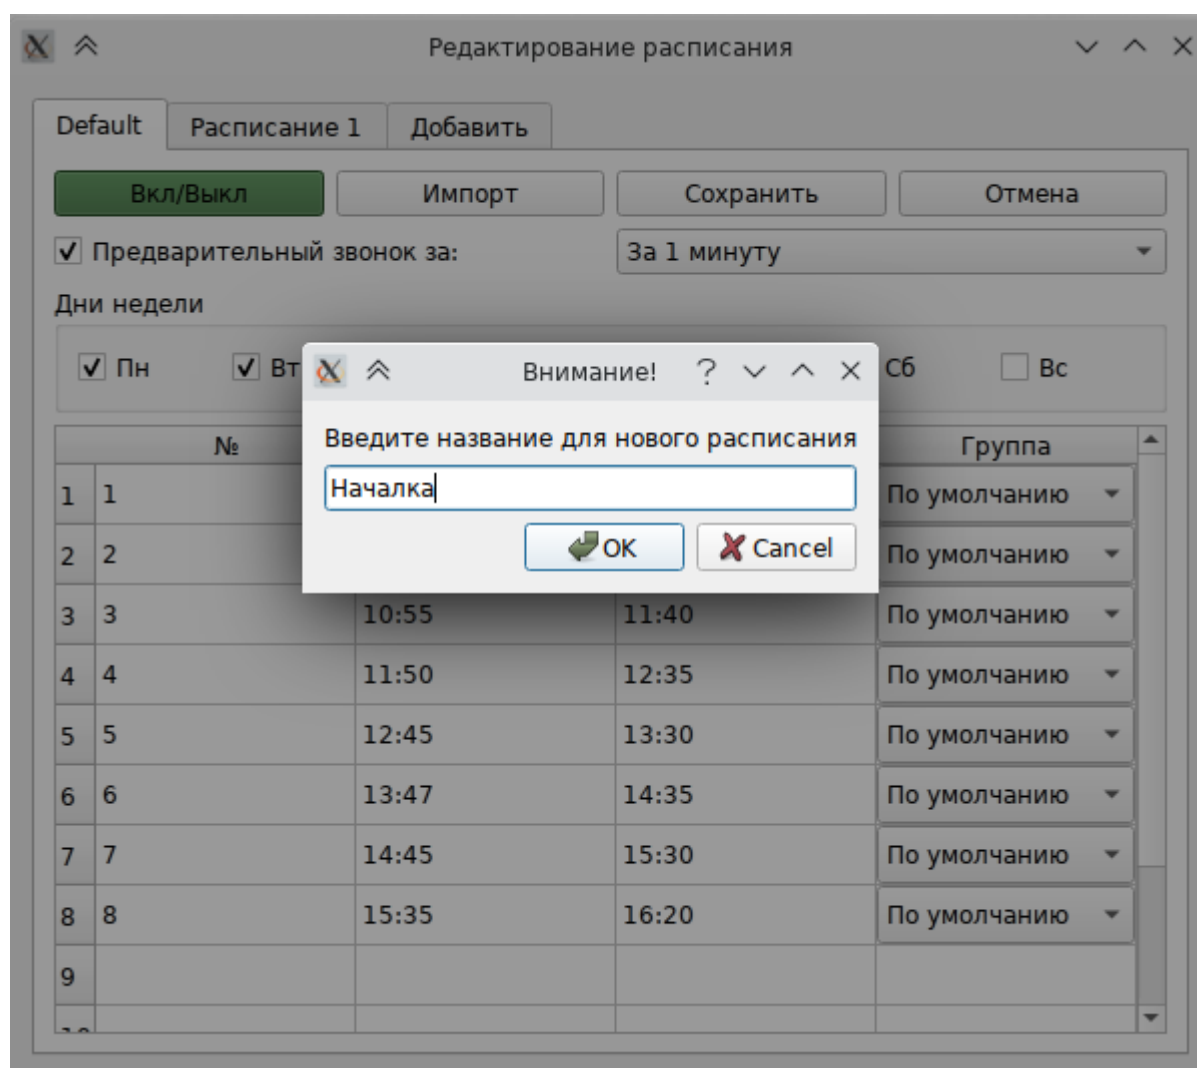 Редактирование расписания
Default Расписание 1 Добавить
Вкл/Выкл Импорт Сохранить Отмена
Предварительный звонок за: За 1 минуту
Дни недели
Пн Вт Сб Вс
Внимание!
Введите название для нового расписания
Началка
OK Cancel
№ Группа
1 1 По умолчанию
2 2 По умолчанию
3 3 10:55 11:40 По умолчанию
4 4 11:50 12:35 По умолчанию
5 5 12:45 13:30 По умолчанию
6 6 13:47 14:35 По умолчанию
7 7 14:45 15:30 По умолчанию
8 8 15:35 16:20 По умолчанию
9